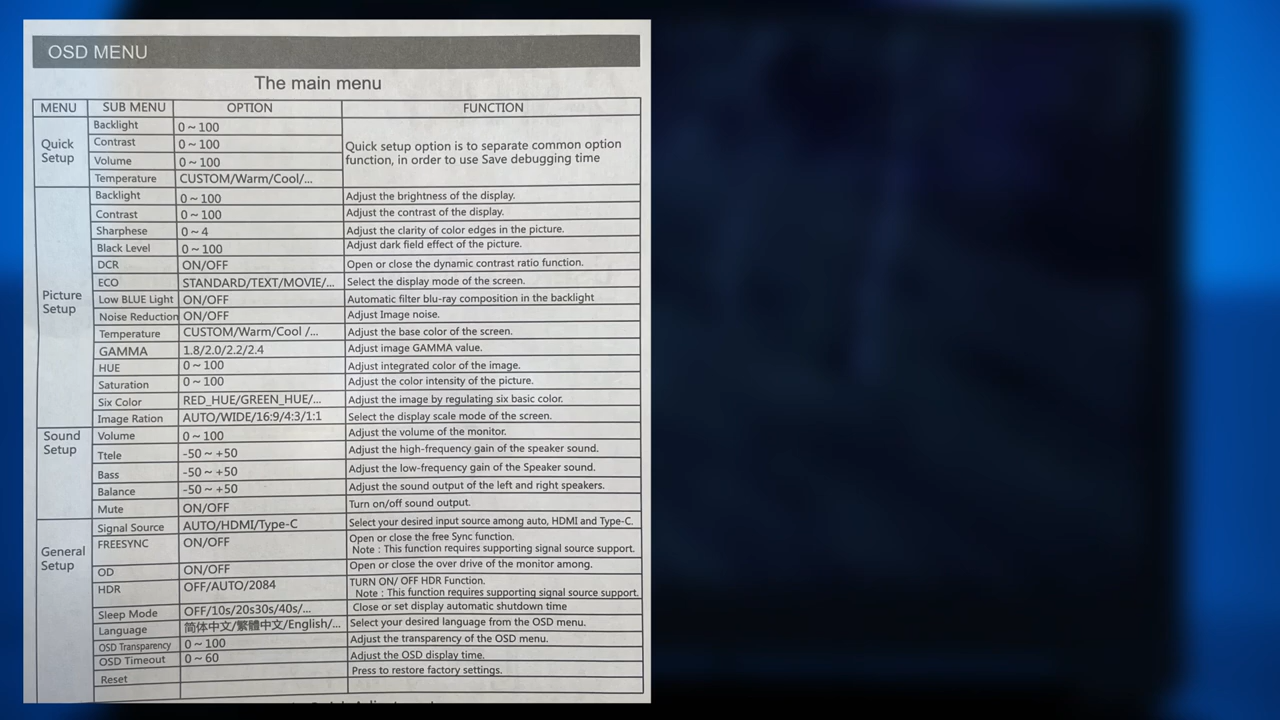 OSD MENU
The main menu
MENU SUB MENU OPTION FUNCTION
Quick Setup
Backlight 0~100
Contrast 0~100
Volume 0~100
Temperature CUSTOM/Warm/Cool/...
Quick setup option is to separate common option
function, in order to use Save debugging time
Picture Setup
Backlight 0~100 Adjust the brightness of the display.
Contrast 0~100 Adjust the contrast of the display.
Sharphese 0~4 Adjust the clarity of color edges in the picture.
Black Level 0~100 Adjust dark field effect of the picture.
DCR ON/OFF Open or close the dynamic contrast ratio function.
ECO STANDARD/TEXT/MOVIE/... Select the display mode of the screen.
Low BLUE Light ON/OFF Automatic filter blu-ray composition in the backlight
Noise Reduction ON/OFF Adjust Image noise.
Temperature CUSTOM/Warm/Cool /... Adjust the base color of the screen.
GAMMA 1.8/2.0/2.2/2.4 Adjust image GAMMA value.
HUE 0~100 Adjust integrated color of the image.
Saturation 0~100 Adjust the color intensity of the picture.
Six Color RED_HUE/GREEN_HUE/... Adjust the image by regulating six basic color.
Image Ration AUTO/WIDE/16:9/4:3/1:1 Select the display scale mode of the screen.
Sound Setup
Volume 0~100 Adjust the volume of the monitor.
Ttele -50~+50 Adjust the high-frequency gain of the speaker sound.
Bass -50~+50 Adjust the low-frequency gain of the Speaker sound.
Balance -50~+50 Adjust the sound output of the left and right speakers.
Mute ON/OFF Turn on/off sound output.
General Setup
Signal Source AUTO/HDMI/Type-C Select your desired input source among auto, HDMI and Type-C.
FREESYNC ON/OFF Open or close the free Sync function.
Note : This function requires supporting signal source support.
OD ON/OFF Open or close the over drive of the monitor among.
HDR OFF/AUTO/2084 TURN ON/ OFF HDR Function.
Note : This function requires supporting signal source support.
Sleep Mode OFF/10s/20s30s/40s/... Close or set display automatic shutdown time
Language 简体中文/繁體中文/English/... Select your desired language from the OSD menu.
OSD Transparency 0~100 Adjust the transparency of the OSD menu.
OSD Timeout 0~60 Adjust the OSD display time.
Reset Press to restore factory settings.